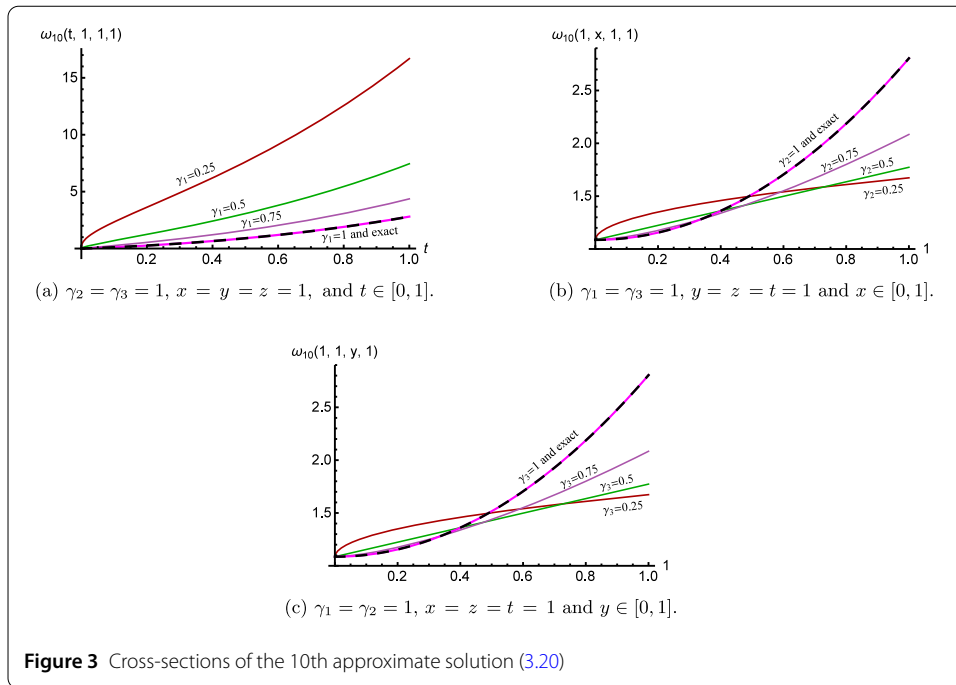 ω10(t, 1, 1,1)
15
10
5
γ1=0.25
γ1=0.5
γ1=0.75
γ1=1 and exact
0.2 0.4 0.6 0.8 1.0 t
(a) γ2 = γ3 = 1, x = y = z = 1, and t ∈ [0, 1].
ω10(1, x, 1, 1)
2.5
2.0
1.5
γ2=1 and exact
γ2=0.75
γ2=0.5
γ2=0.25
0.2 0.4 0.6 0.8 1.0 1
(b) γ1 = γ3 = 1, y = z = t = 1 and x ∈ [0, 1].
ω10(1, 1, y, 1)
2.5
2.0
1.5
γ3=1 and exact
γ3=0.75
γ3=0.5
γ3=0.25
0.2 0.4 0.6 0.8 1.0 1
(c) γ1 = γ2 = 1, x = z = t = 1 and y ∈ [0, 1].
Figure 3 Cross-sections of the 10th approximate solution (3.20)